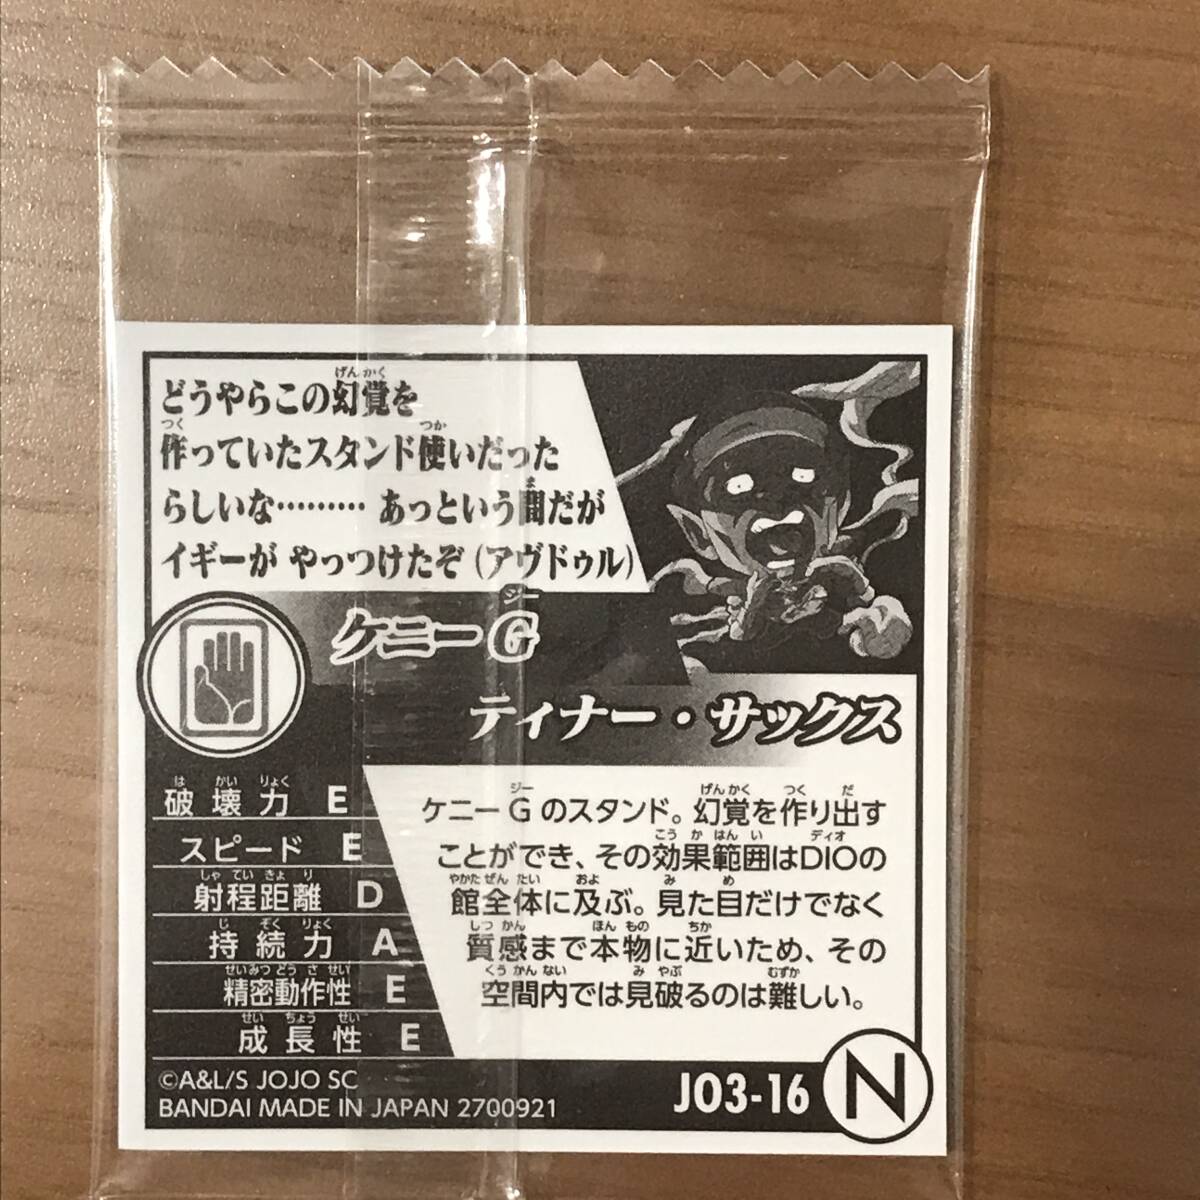 どうやらこの幻覚を
作っていたスタンド使いだった
らしいな……… あっという間だが
イギーが やっつけたぞ (アヴドゥル)
ケニーG
ティナー・サックス
破壊力 E
スピード E
射程距離 D
持続力 A
精密動作性 E
成長性 E
ケニーGのスタンド。幻覚を作り出す
ことができ、その効果範囲はDIOの
館全体に及ぶ。見た目だけでなく
質感まで本物に近いため、その
空間内では見破るのは難しい。
©A&L/S JOJO SC
BANDAI MADE IN JAPAN 2700921
JO3-16
N